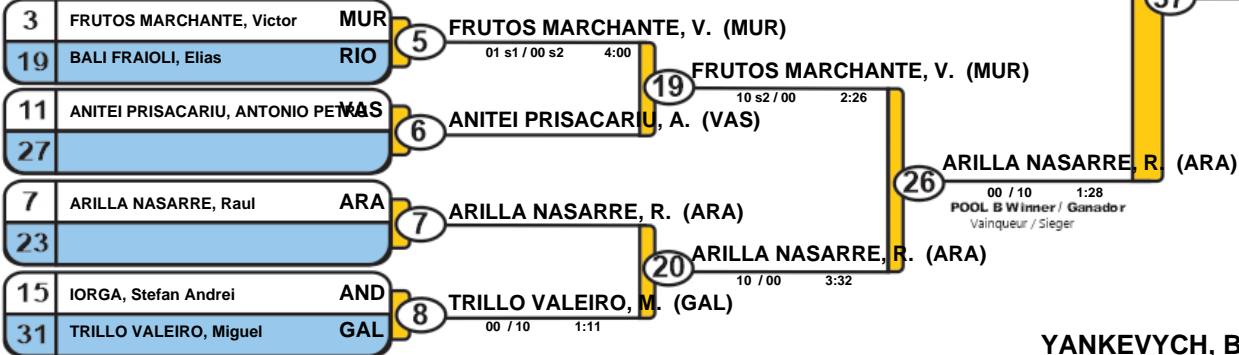 37
3 FRUTOS MARCHANTE, Victor MUR
19 BALI FRAIOLI, Elias RIO
5 FRUTOS MARCHANTE, V. (MUR)
01 s1 / 00 s2 4:00
19 FRUTOS MARCHANTE, V. (MUR)
10 s2 / 00 2:26
11 ANITEI PRISACARIU, ANTONIO PETRU VAS
27
6 ANITEI PRISACARIU, A. (VAS)
26 ARILLA NASARRE, R. (ARA)
00 / 10 1:28
POOL B Winner / Ganador
Vainqueur / Sieger
7 ARILLA NASARRE, Raul ARA
23
7 ARILLA NASARRE, R. (ARA)
20 ARILLA NASARRE, R. (ARA)
10 / 00 3:32
15 IORGA, Stefan Andrei AND
31 TRILLO VALEIRO, Miguel GAL
8 TRILLO VALEIRO, M. (GAL)
00 / 10 1:11
YANKEVYCH, B